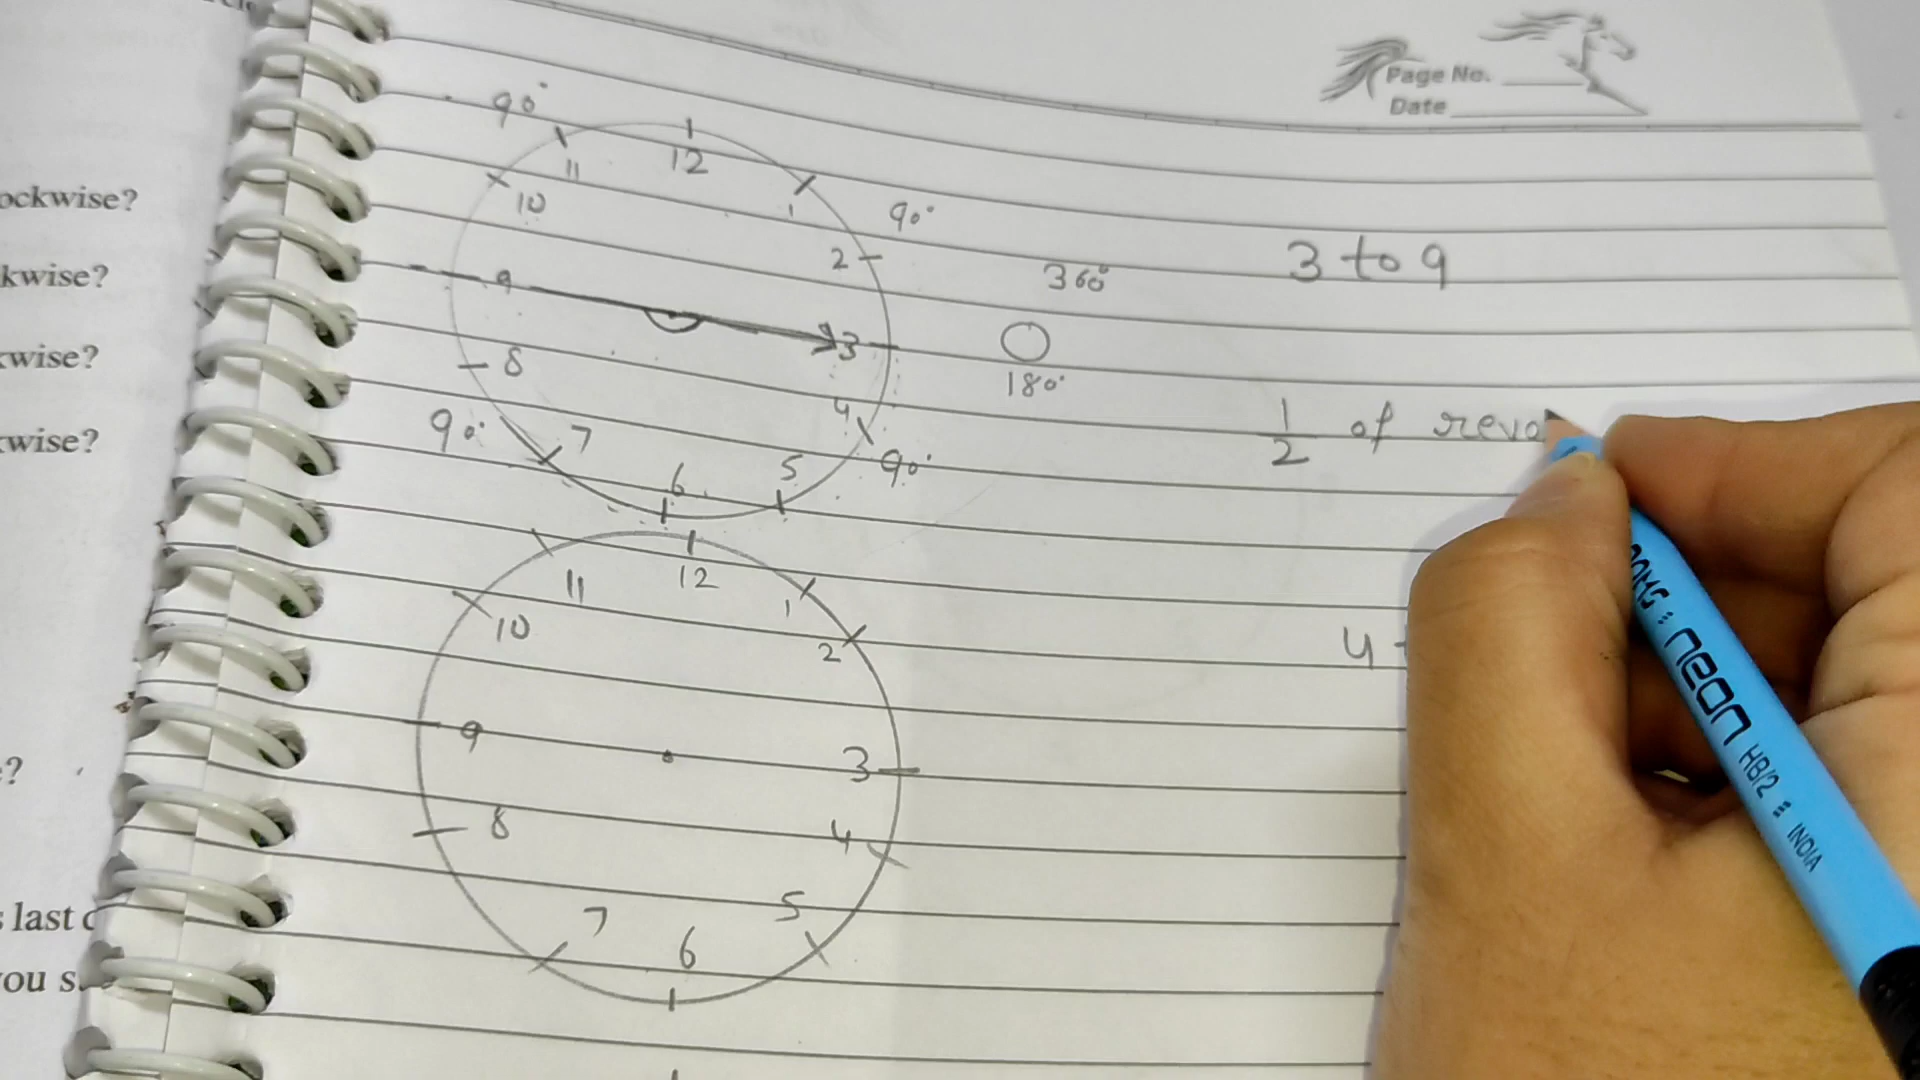 ockwise?
kwise?
wise?
wise?
?
last
ou s
Page No.
Date
90°
12
11
10
1
90°
2
9
3
8
4
7
90°
6
5
90°
360°
180°
3 to 9
1/2 of revo
12
11
1
10
2
9
3
8
4
7
6
5
4
neon HB/2 :: INDIA